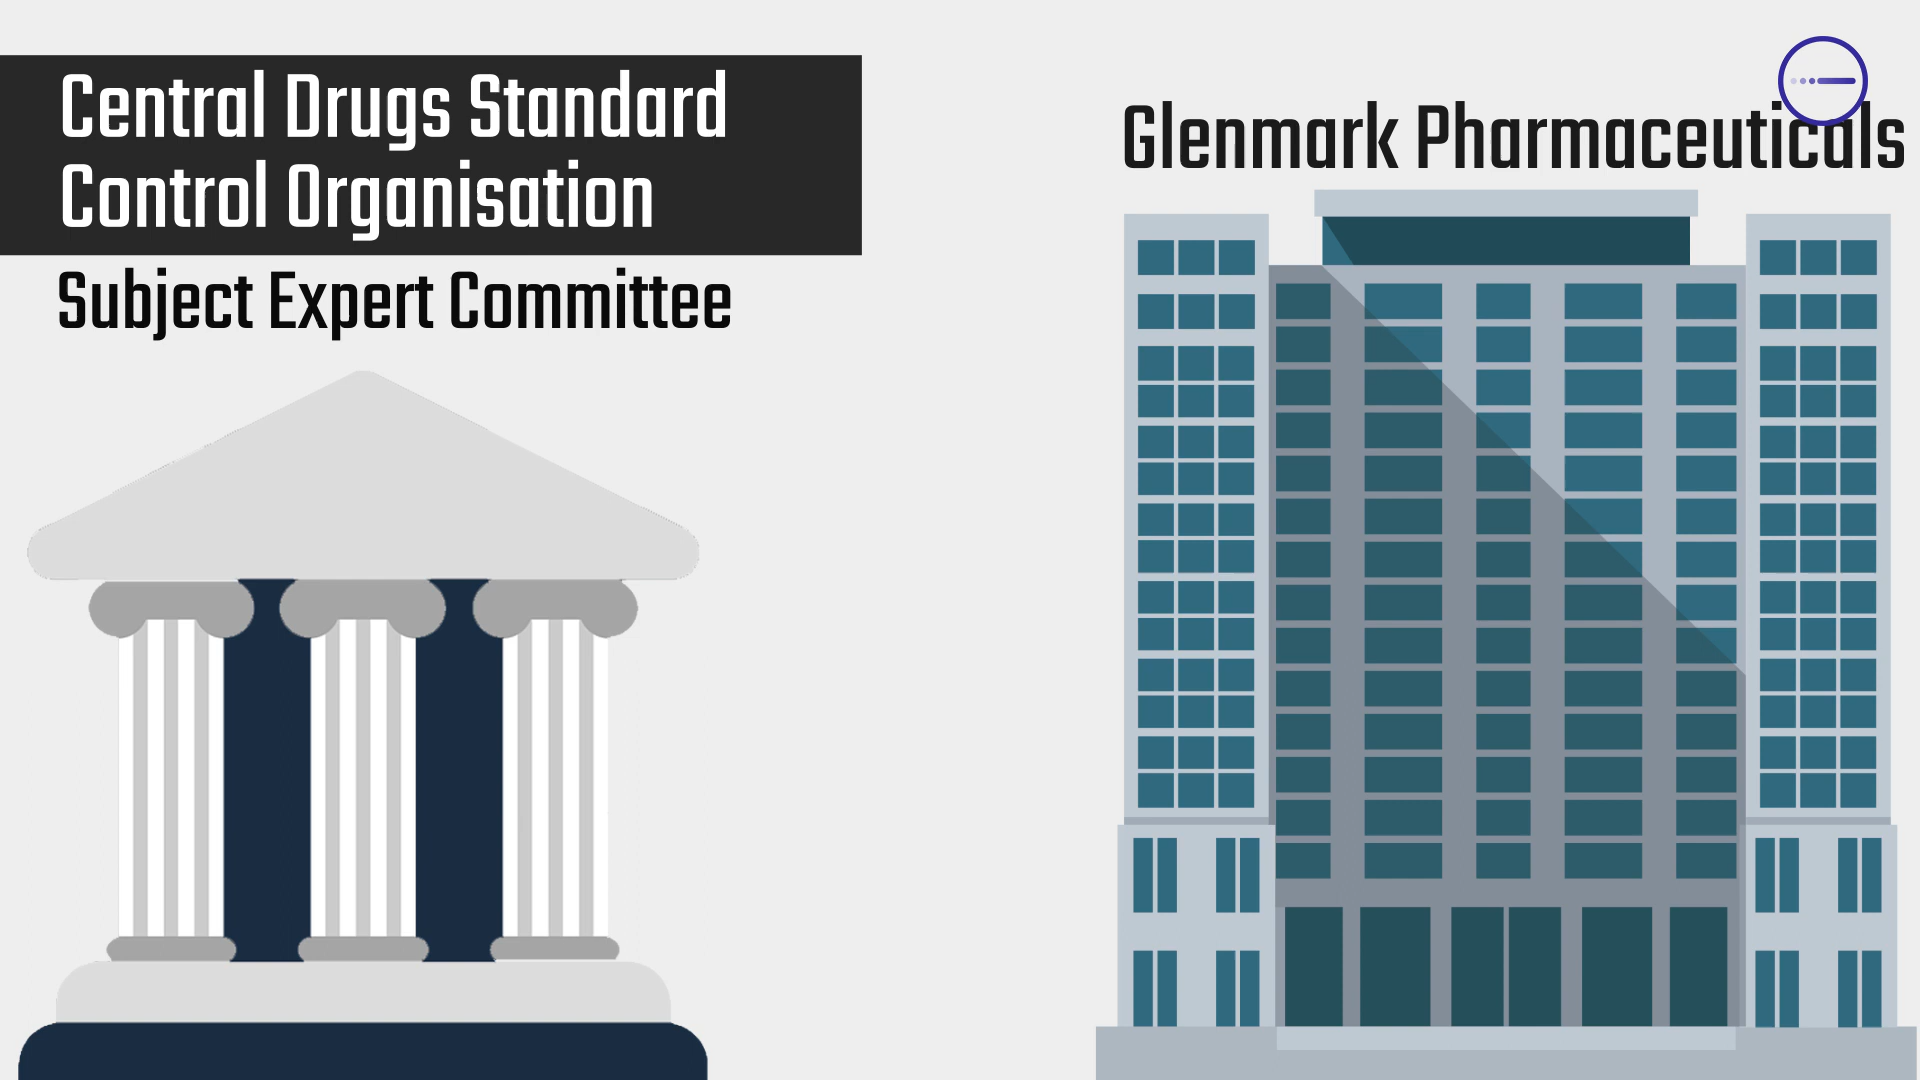 Central Drugs Standard
Control Organisation
Subject Expert Committee
Glenmark Pharmaceuticals